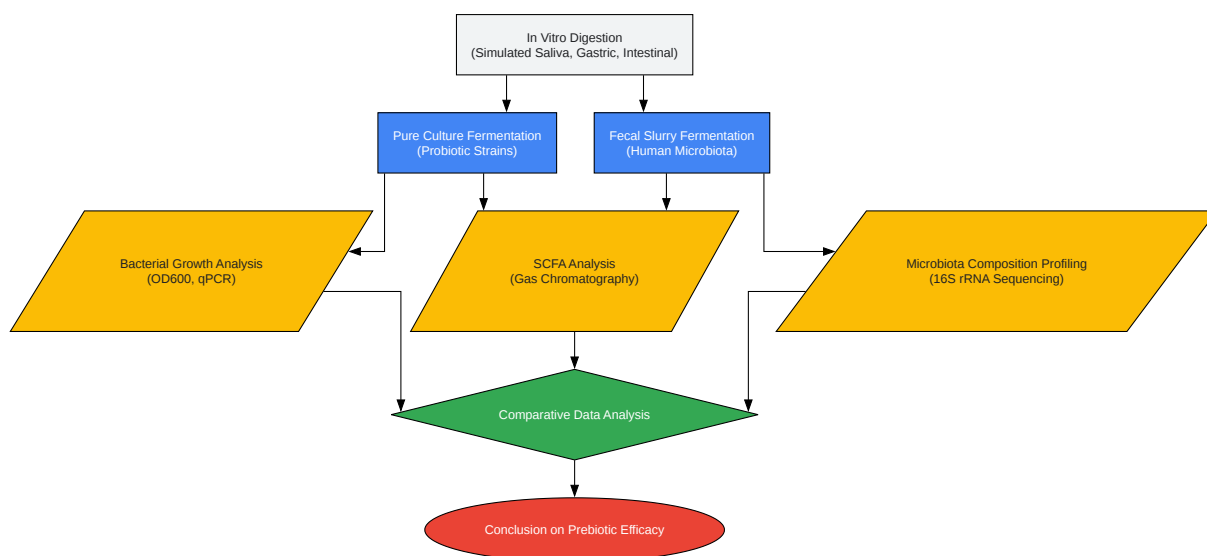 In Vitro Digestion
(Simulated Saliva, Gastric, Intestinal)
Pure Culture Fermentation
(Probiotic Strains)
Fecal Slurry Fermentation
(Human Microbiota)
Bacterial Growth Analysis
(OD600, qPCR)
SCFA Analysis
(Gas Chromatography)
Microbiota Composition Profiling
(16S rRNA Sequencing)
Comparative Data Analysis
Conclusion on Prebiotic Efficacy